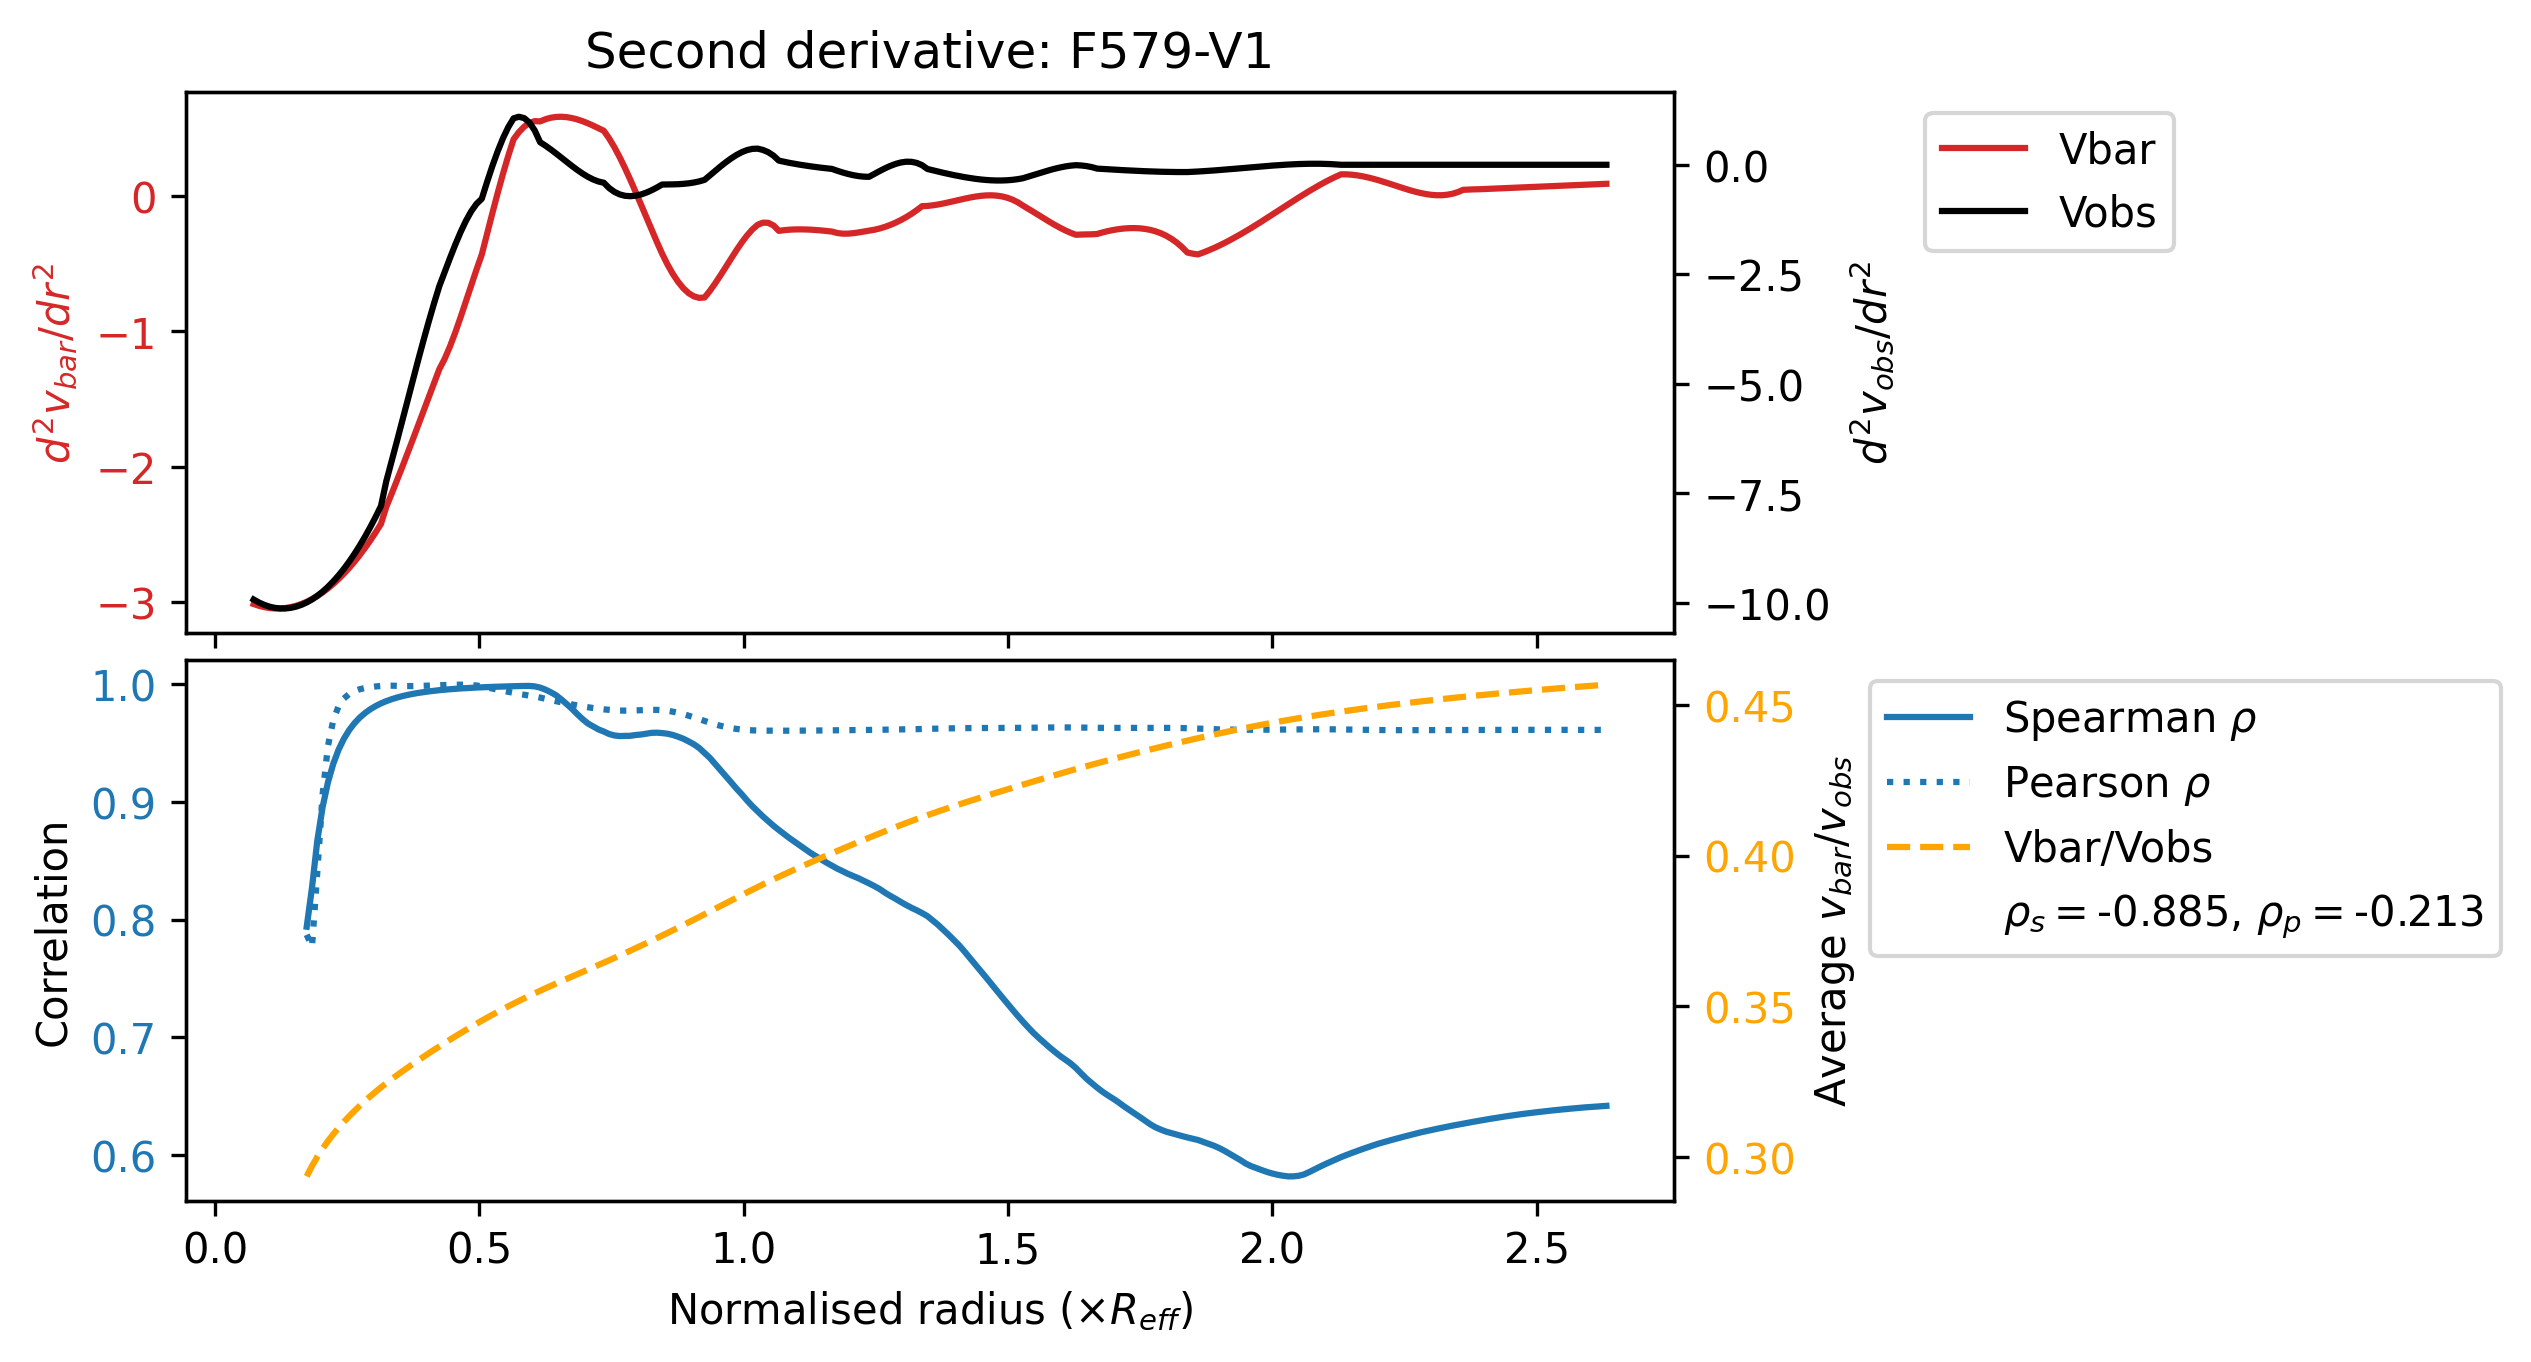 Second derivative: F579-V1
d²v_bar/dr²
0
−1
−2
−3
0.0
−2.5
−5.0
−7.5
−10.0
d²v_obs/dr²
Vbar
Vobs
Correlation
1.0
0.9
0.8
0.7
0.6
0.45
0.40
0.35
0.30
Average v_bar/v_obs
Spearman ρ
Pearson ρ
Vbar/Vobs
ρ_s = -0.885, ρ_p = -0.213
0.0 0.5 1.0 1.5 2.0 2.5
Normalised radius (×R_eff)